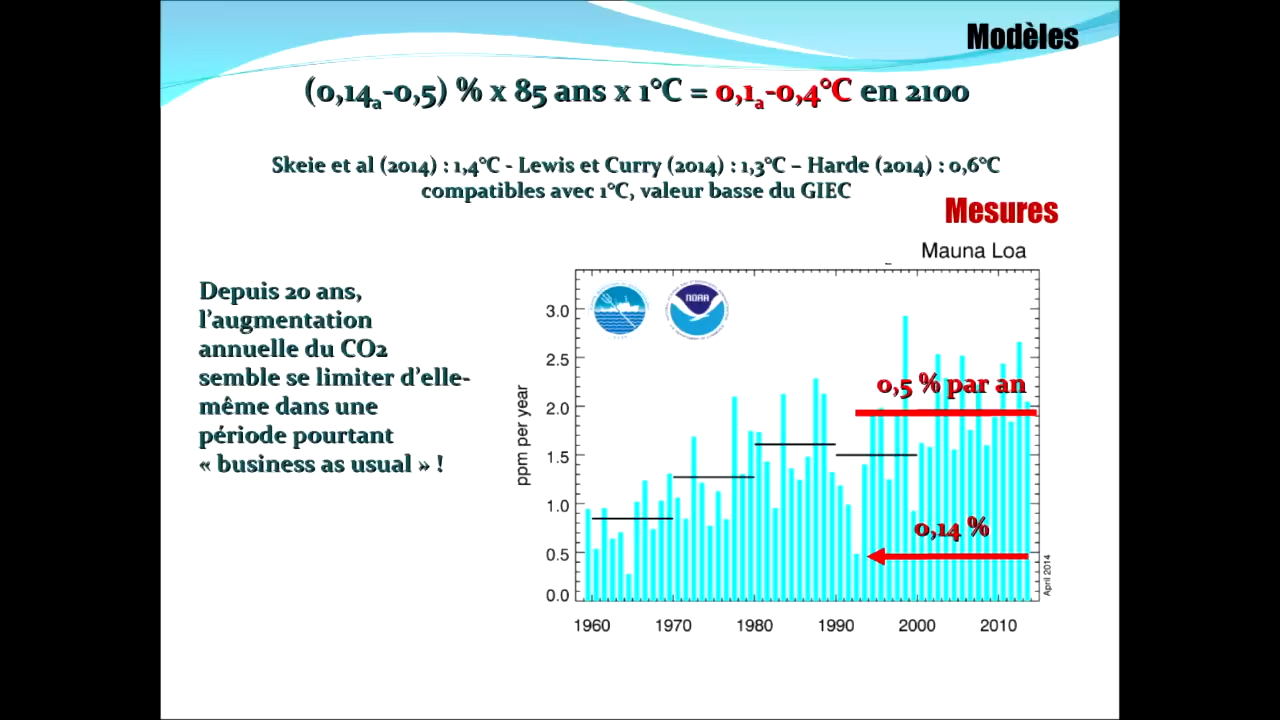 Modèles
(0,14a-0,5) % x 85 ans x 1°C = 0,1a-0,4°C en 2100
Skeie et al (2014) : 1,4°C - Lewis et Curry (2014) : 1,3°C – Harde (2014) : 0,6°C
compatibles avec 1°C, valeur basse du GIEC
Mesures
Mauna Loa
Depuis 20 ans,
l'augmentation
annuelle du CO2
semble se limiter d'elle-
même dans une
période pourtant
« business as usual » !
NOAA
ppm per year
3.0
2.5
2.0
1.5
1.0
0.5
0.0
0,5 % par an
0,14 %
April 2014
1960 1970 1980 1990 2000 2010